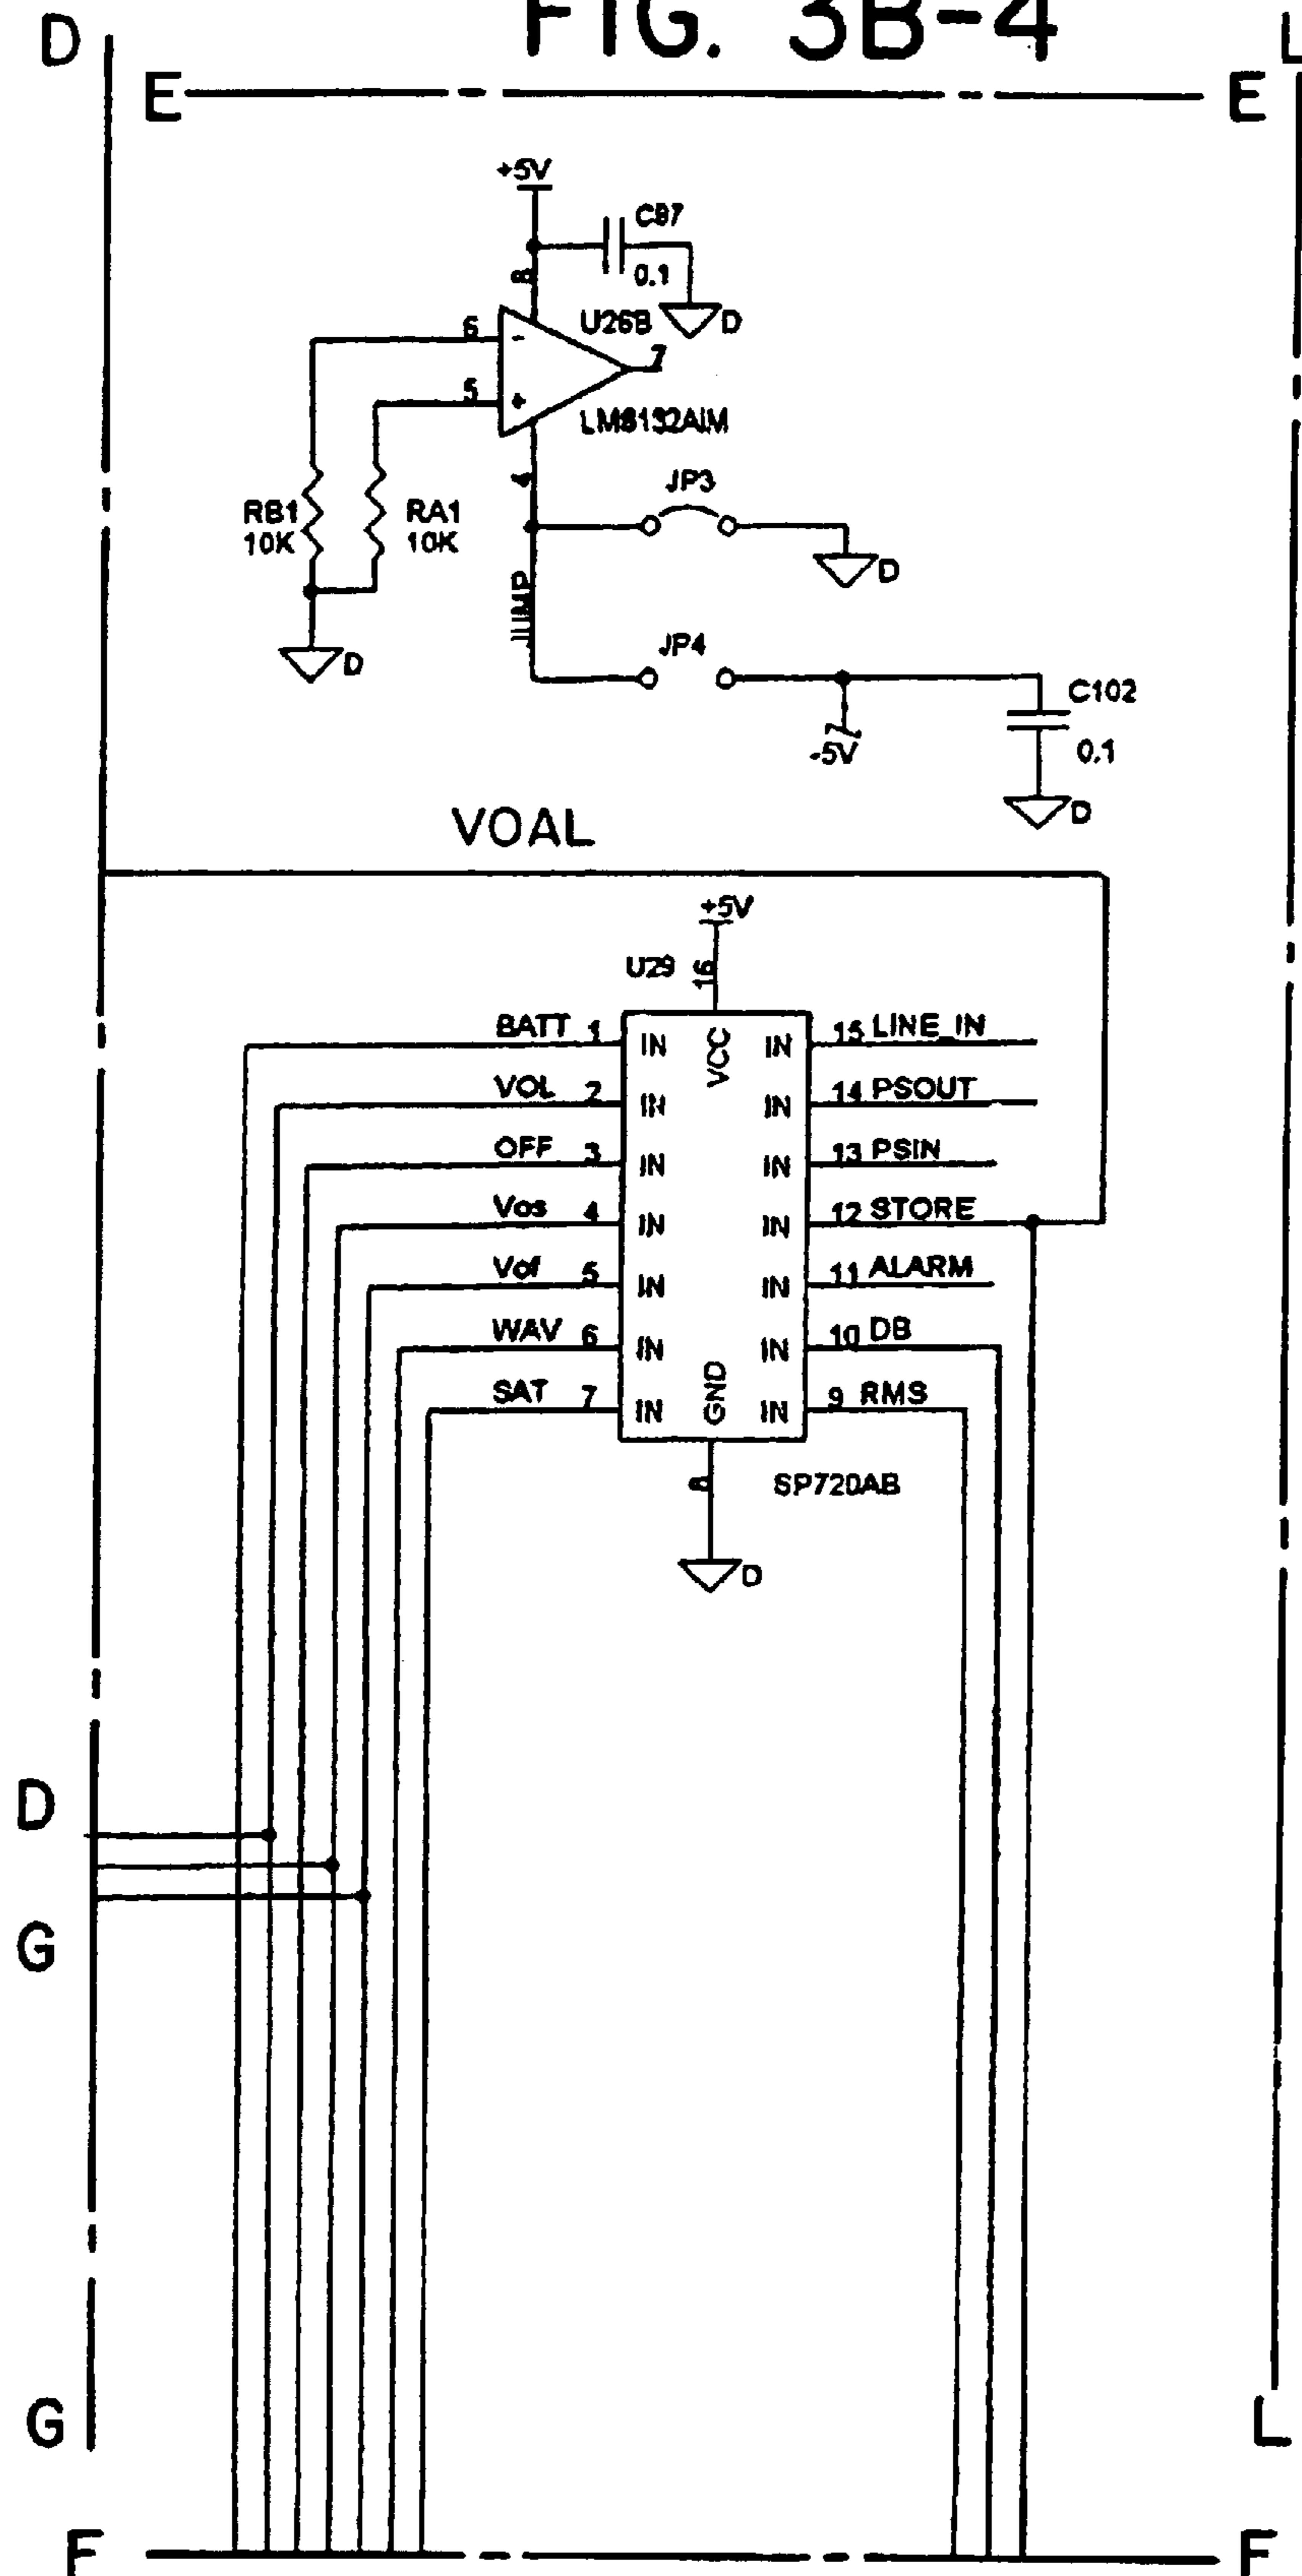 FIG. 3B-4
D
L
E E
+5V
C87
0.1
8
D
U26B
6 -
7
5 +
LM6132AIM
4
JP3
RB1 RA1
10K 10K
D
JUMP
D
JP4
C102
-5V
0.1
D
VOAL
+5V
U29 16
BATT 1 IN VCC IN 15 LINE_IN
VOL 2 IN IN 14 PSOUT
OFF 3 IN IN 13 PSIN
Vos 4 IN IN 12 STORE
Vof 5 IN IN 11 ALARM
WAV 6 IN IN 10 DB
SAT 7 IN GND IN 9 RMS
8 SP720AB
D
D
G
G L
F F